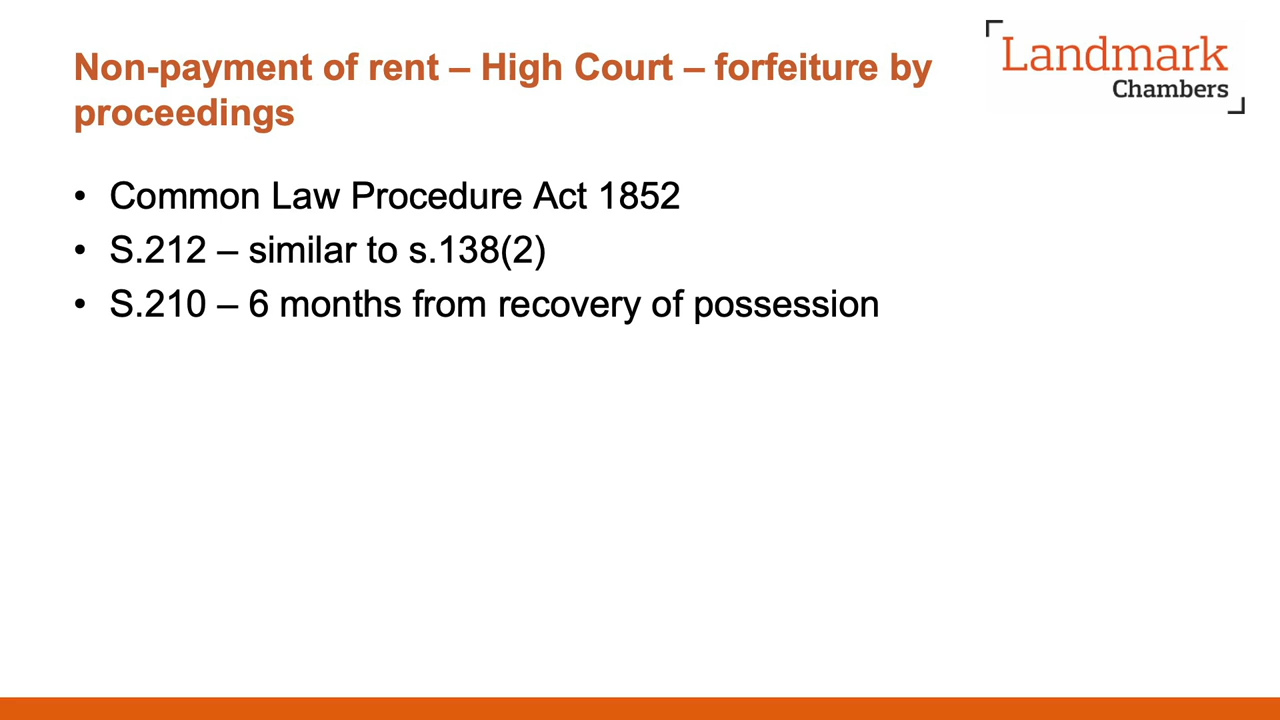 Non-payment of rent – High Court – forfeiture by
proceedings
Landmark
Chambers
• Common Law Procedure Act 1852
• S.212 – similar to s.138(2)
• S.210 – 6 months from recovery of possession